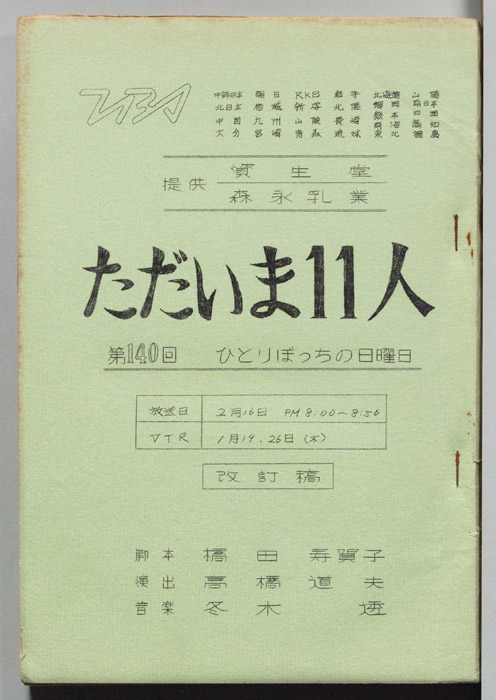 TBS
提供 資生堂
森永乳業
ただいま11人
第140回 ひとりぼっちの日曜日
放送日 2月16日 PM 8:00〜8:56
VTR 1月19.26日(木)
改訂稿
脚本 橋田寿賀子
演出 高橋道夫
音楽 冬木透